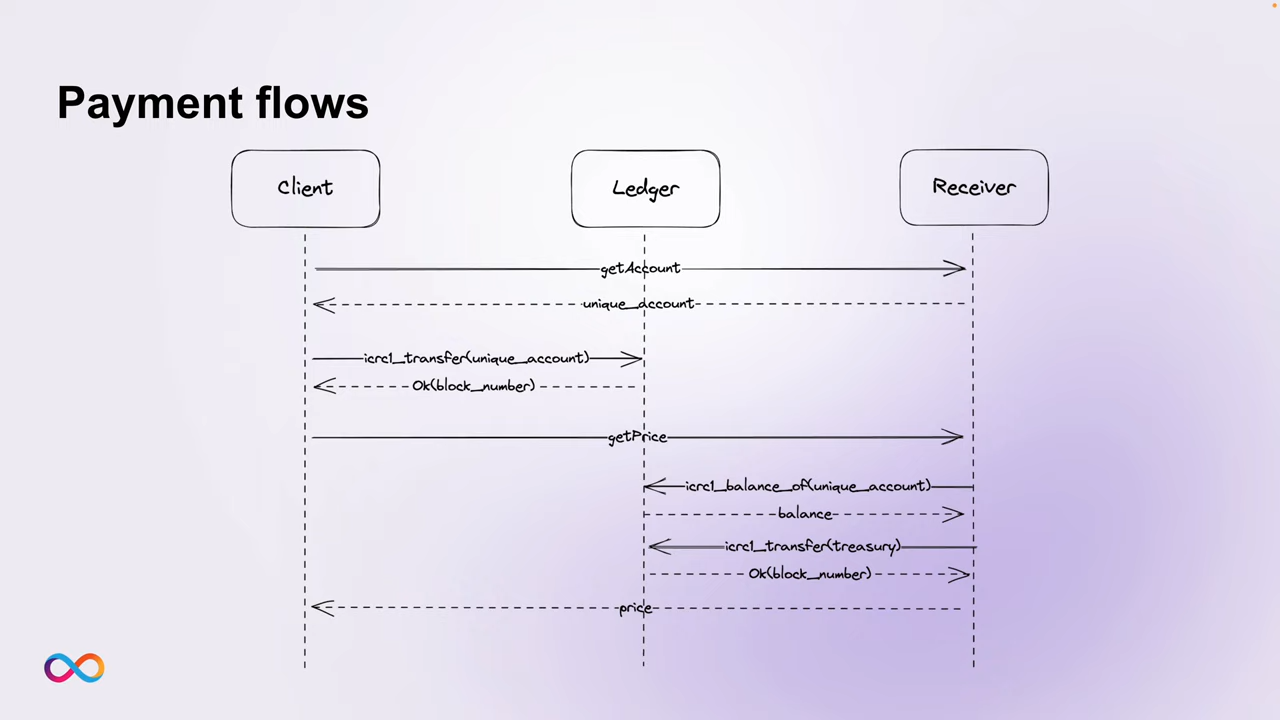 Payment flows
Client
Ledger
Receiver
getAccount
unique_account
icrc1_transfer(unique_account)
Ok(block_number)
getPrice
icrc1_balance_of(unique_account)
balance
icrc1_transfer(treasury)
Ok(block_number)
price